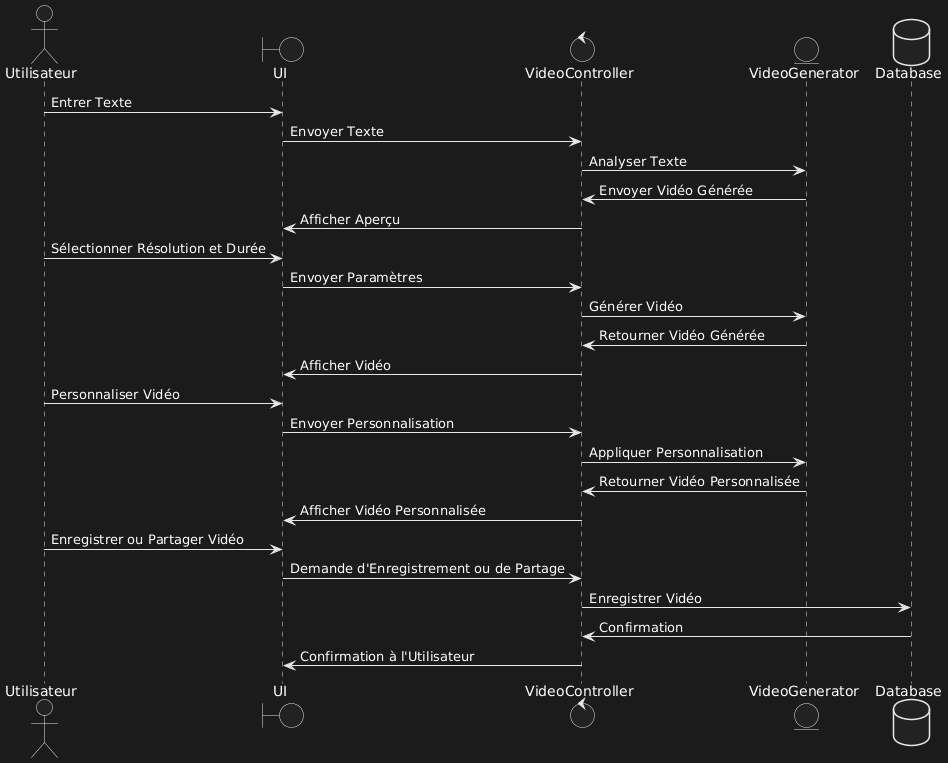 Utilisateur
UI
VideoController
VideoGenerator
Database
Entrer Texte
Envoyer Texte
Analyser Texte
Envoyer Vidéo Générée
Afficher Aperçu
Sélectionner Résolution et Durée
Envoyer Paramètres
Générer Vidéo
Retourner Vidéo Générée
Afficher Vidéo
Personnaliser Vidéo
Envoyer Personnalisation
Appliquer Personnalisation
Retourner Vidéo Personnalisée
Afficher Vidéo Personnalisée
Enregistrer ou Partager Vidéo
Demande d'Enregistrement ou de Partage
Enregistrer Vidéo
Confirmation
Confirmation à l'Utilisateur
Utilisateur
UI
VideoController
VideoGenerator
Database